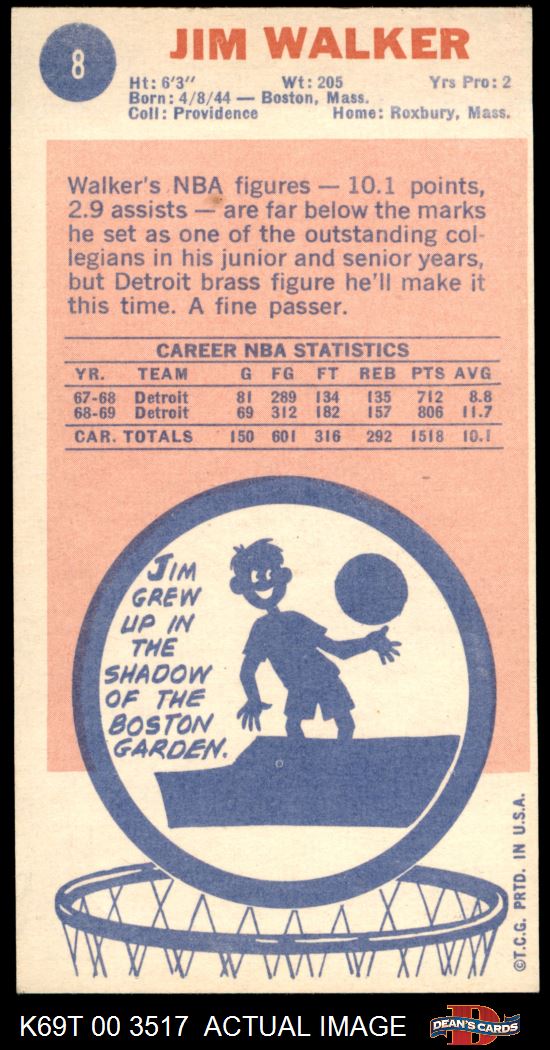 8
JIM WALKER
Ht: 6'3" Wt: 205 Yrs Pro: 2
Born: 4/8/44 — Boston, Mass.
Coll: Providence Home: Roxbury, Mass.
Walker's NBA figures — 10.1 points,
2.9 assists — are far below the marks
he set as one of the outstanding col-
legians in his junior and senior years,
but Detroit brass figure he'll make it
this time. A fine passer.
CAREER NBA STATISTICS
YR. TEAM G FG FT REB PTS AVG
67-68 Detroit 81 289 134 135 712 8.8
68-69 Detroit 69 312 182 157 806 11.7
CAR. TOTALS 150 601 316 292 1518 10.1
JIM
GREW
UP IN
THE
SHADOW
OF THE
BOSTON
GARDEN.
©T.C.G. PRTD. IN U.S.A.
K69T 00 3517 ACTUAL IMAGE
D
DEAN'S CARDS